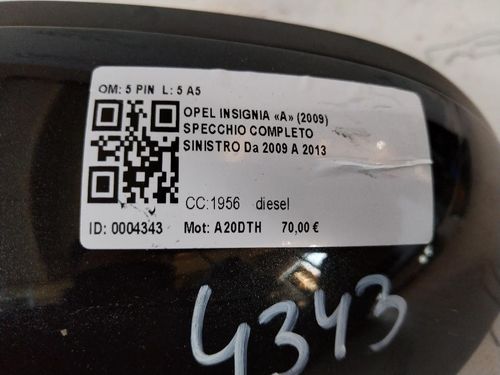 OM: 5 PIN L: 5 A5
OPEL INSIGNIA «A» (2009)
SPECCHIO COMPLETO
SINISTRO Da 2009 A 2013
CC:1956 diesel
ID: 0004343 Mot: A20DTH 70,00 €
4343